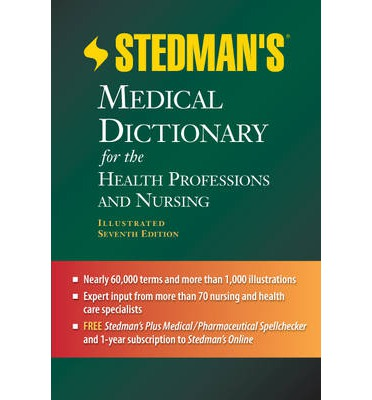 STEDMAN'S®
MEDICAL
DICTIONARY
for the
HEALTH PROFESSIONS
AND NURSING
ILLUSTRATED
SEVENTH EDITION
Nearly 60,000 terms and more than 1,000 illustrations
Expert input from more than 70 nursing and health
care specialists
FREE Stedman's Plus Medical/Pharmaceutical Spellchecker
and 1-year subscription to Stedman's Online